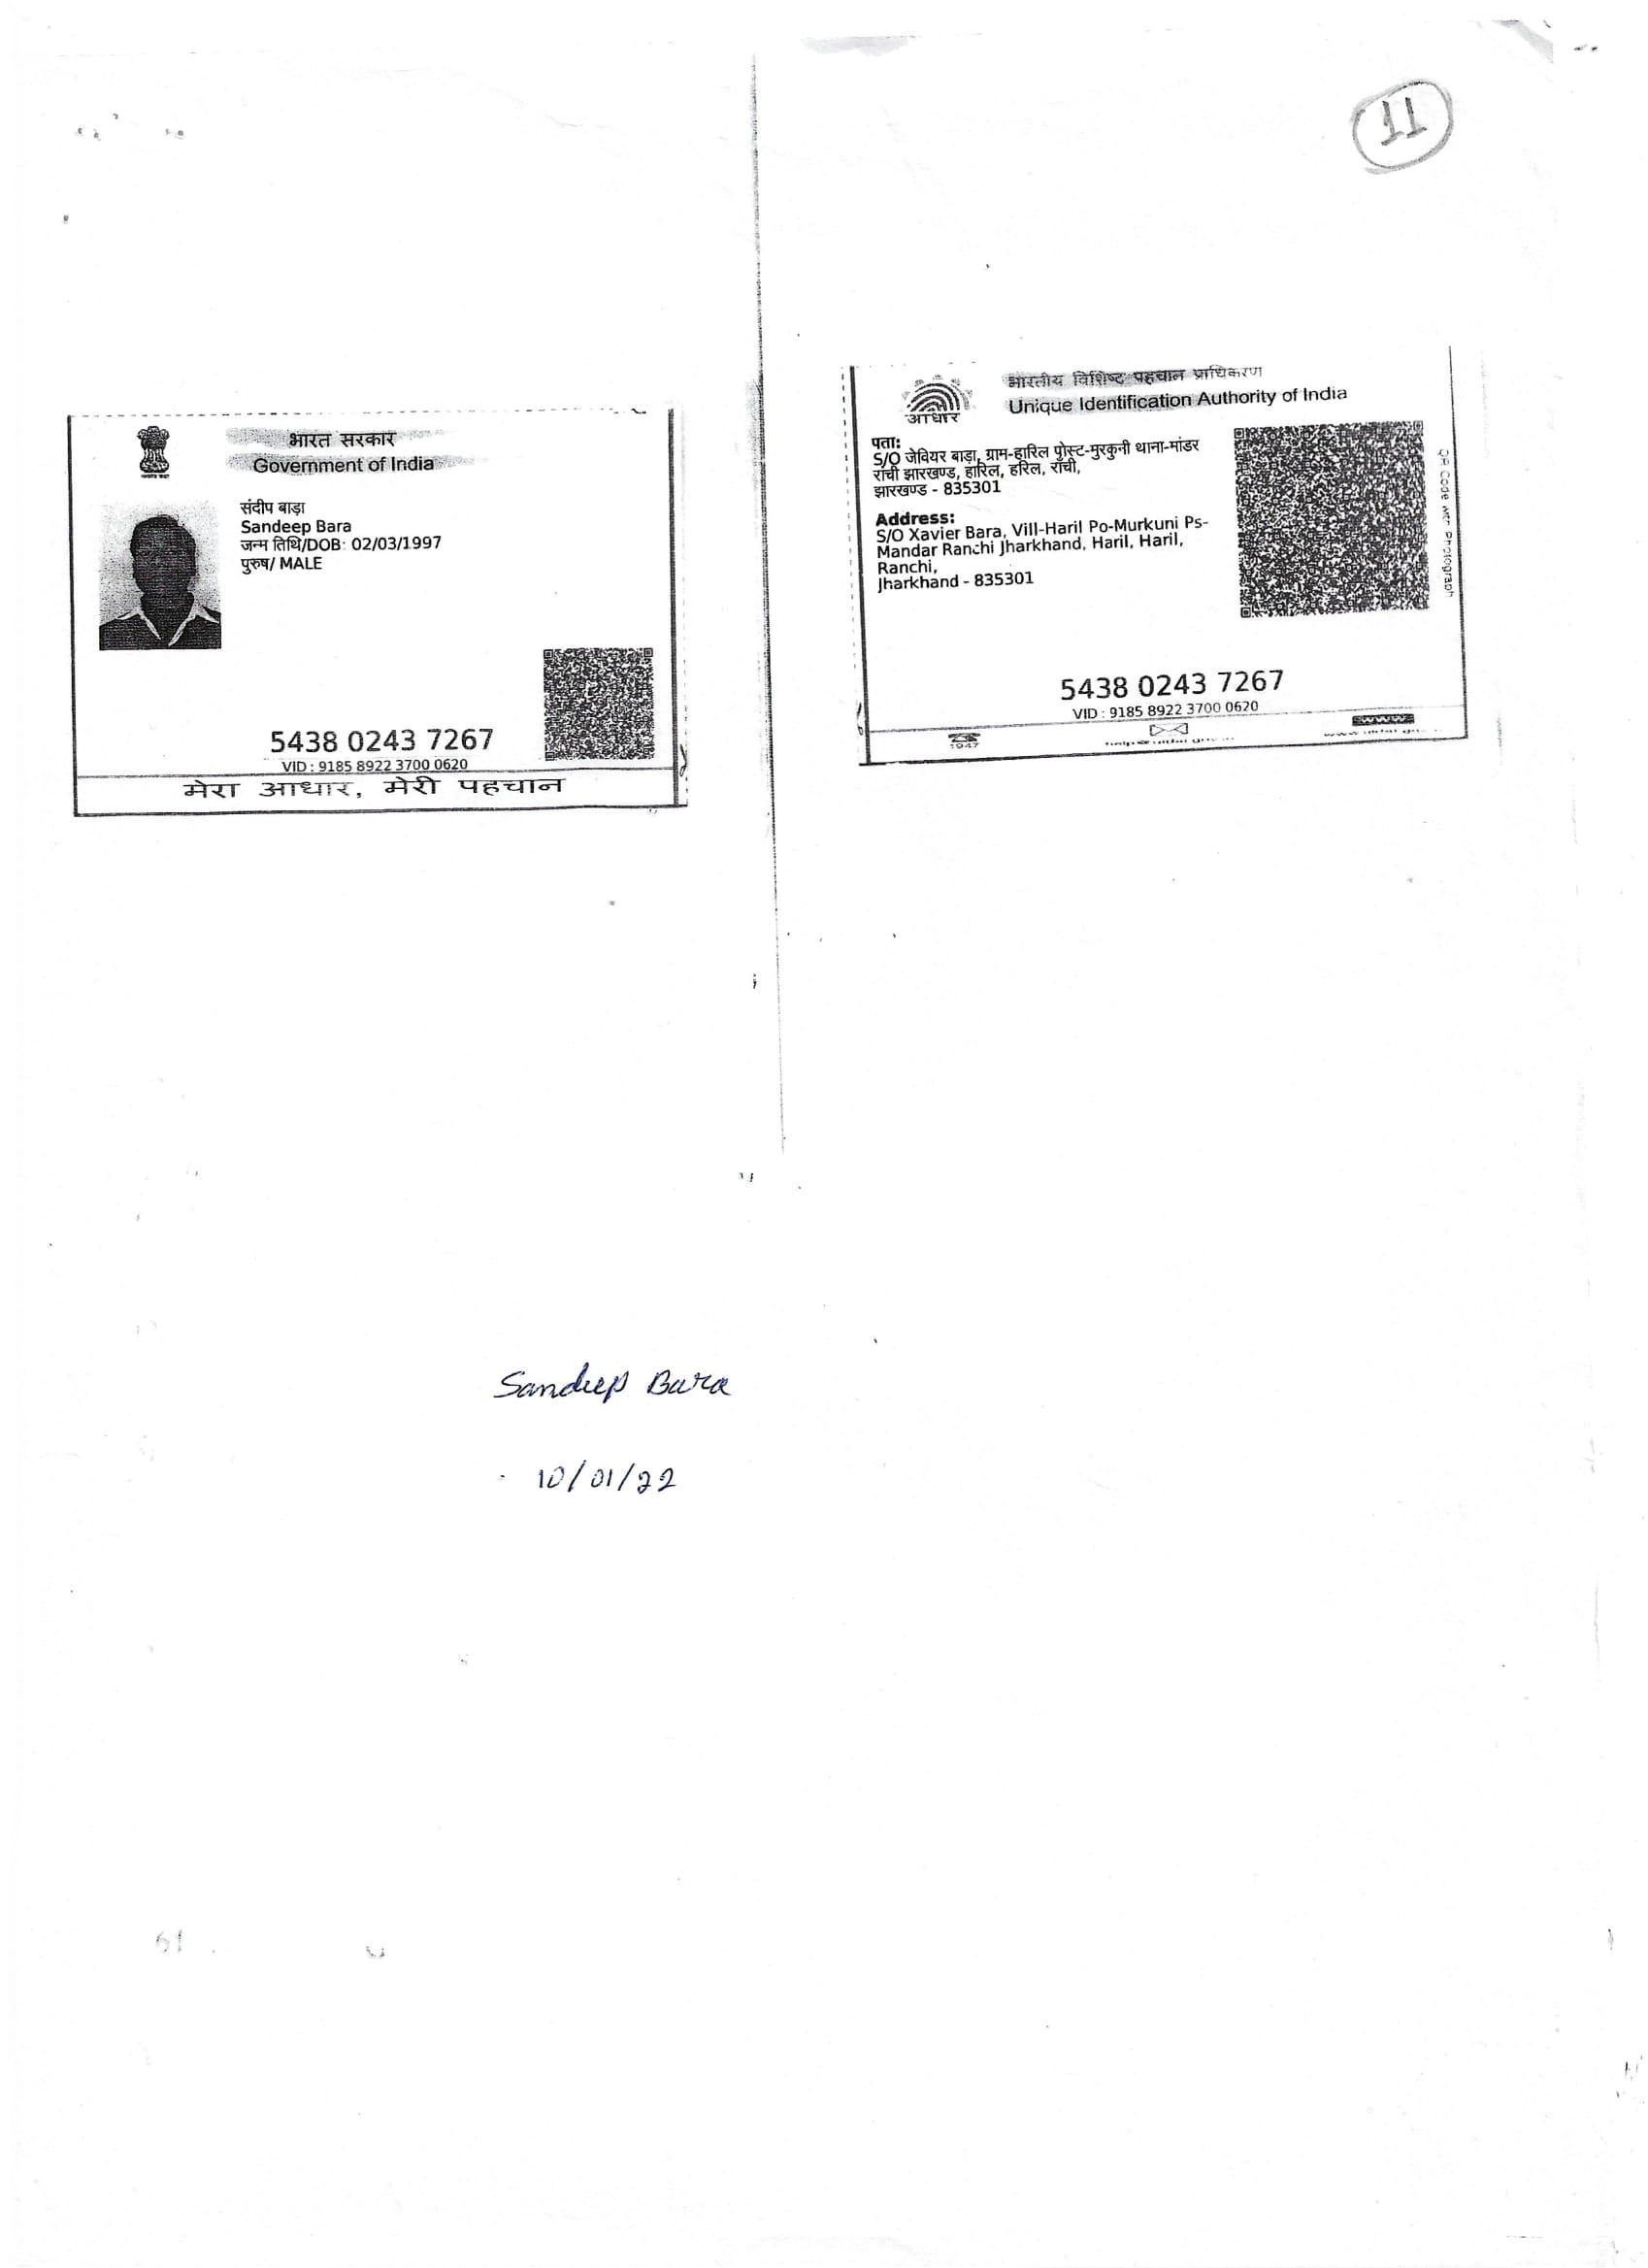 11
भारत सरकार
Government of India
संदीप बाड़ा
Sandeep Bara
जन्म तिथि/DOB: 02/03/1997
पुरुष/ MALE
5438 0243 7267
VID : 9185 8922 3700 0620
मेरा आधार, मेरी पहचान
भारतीय विशिष्ट पहचान प्राधिकरण
Unique Identification Authority of India
आधार
पता:
S/O जेवियर बाड़ा, ग्राम-हारिल पोस्ट-मुरकुनी थाना-मांडर
राँची झारखण्ड, हारिल, हरिल, राँची,
झारखण्ड - 835301
Address:
S/O Xavier Bara, Vill-Haril Po-Murkuni Ps-
Mandar Ranchi Jharkhand, Haril, Haril,
Ranchi,
Jharkhand - 835301
QR Code with Photograph
5438 0243 7267
VID : 9185 8922 3700 0620
1947
www
Sandeep Bara
10/01/22